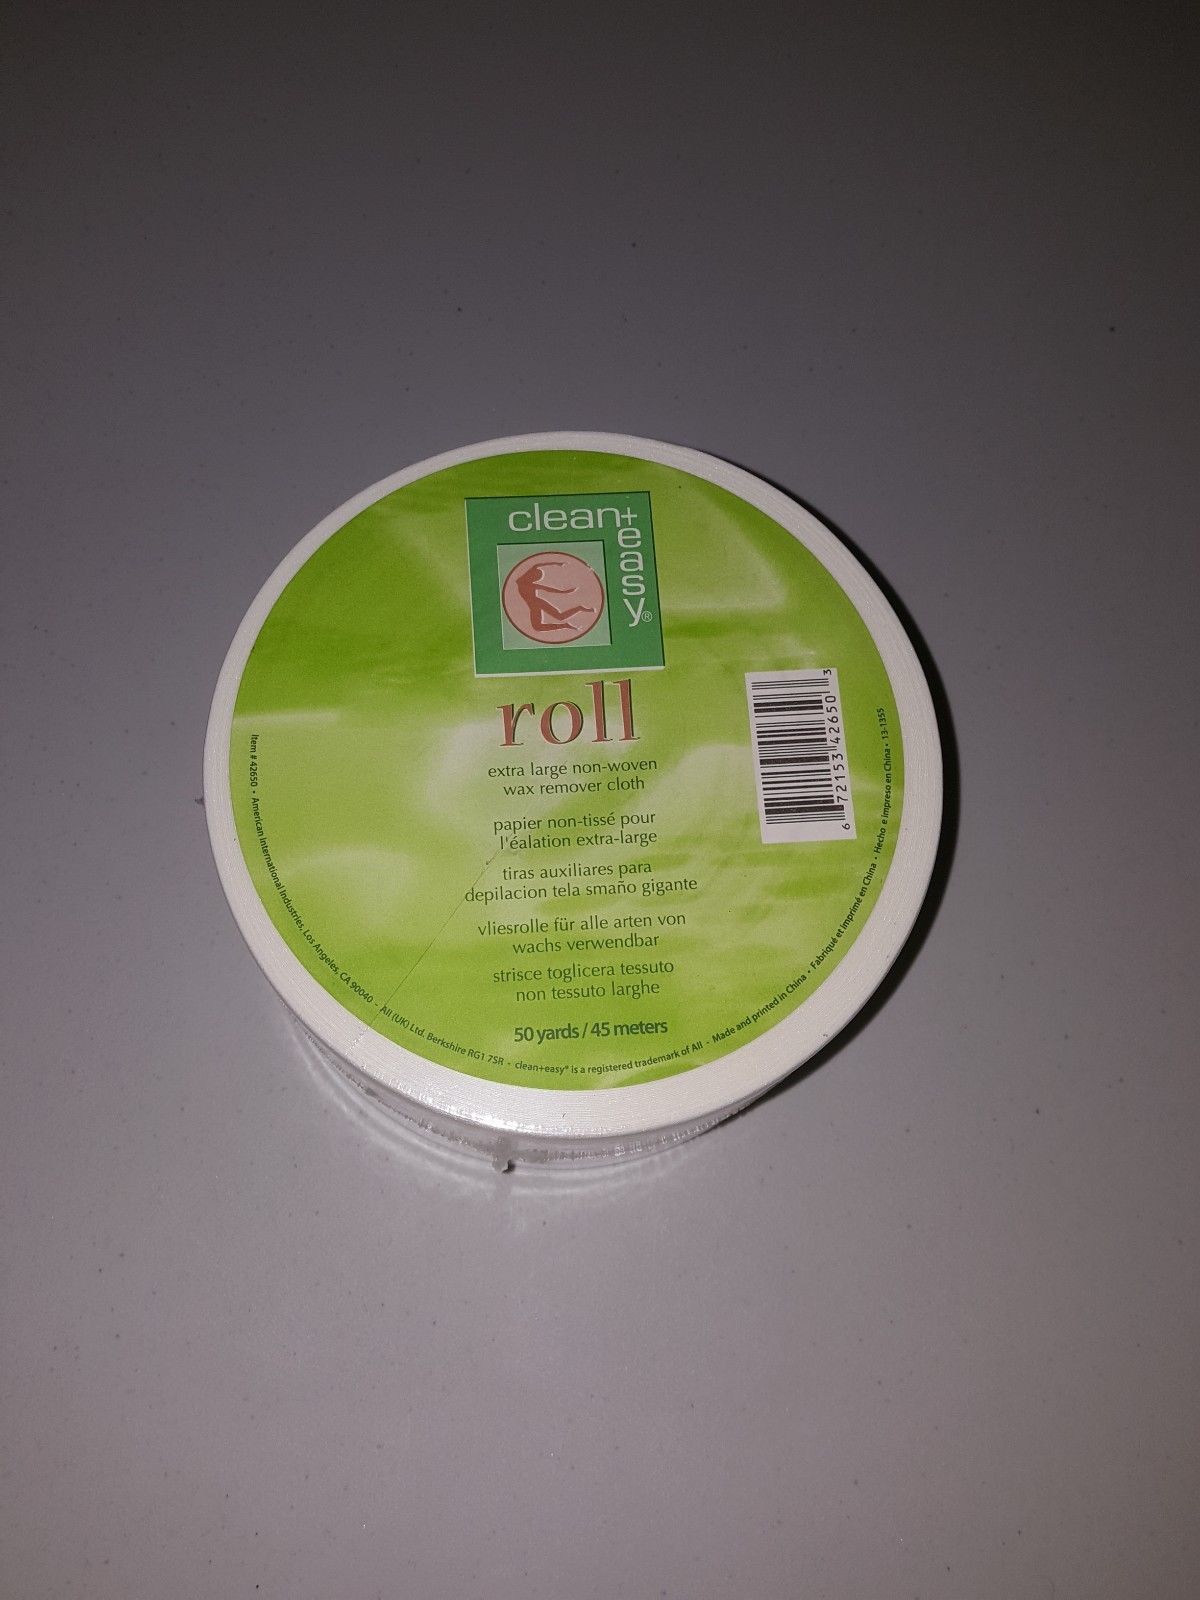 clean+
easy®
roll
extra large non-woven
wax remover cloth
papier non-tissé pour
l'éalation extra-large
tiras auxiliares para
depilacion tela smaño gigante
vliesrolle für alle arten von
wachs verwendbar
strisce toglicera tessuto
non tessuto larghe
50 yards / 45 meters
6 72153 42650 3
Item # 42650 • American International Industries, Los Angeles, CA 90040 - AII (UK) Ltd. Berkshire RG1 7SR - clean+easy® is a registered trademark of AII - Made and printed in China • Fabriqué et imprimé en China • Hecho e impreso en China • 13-1355